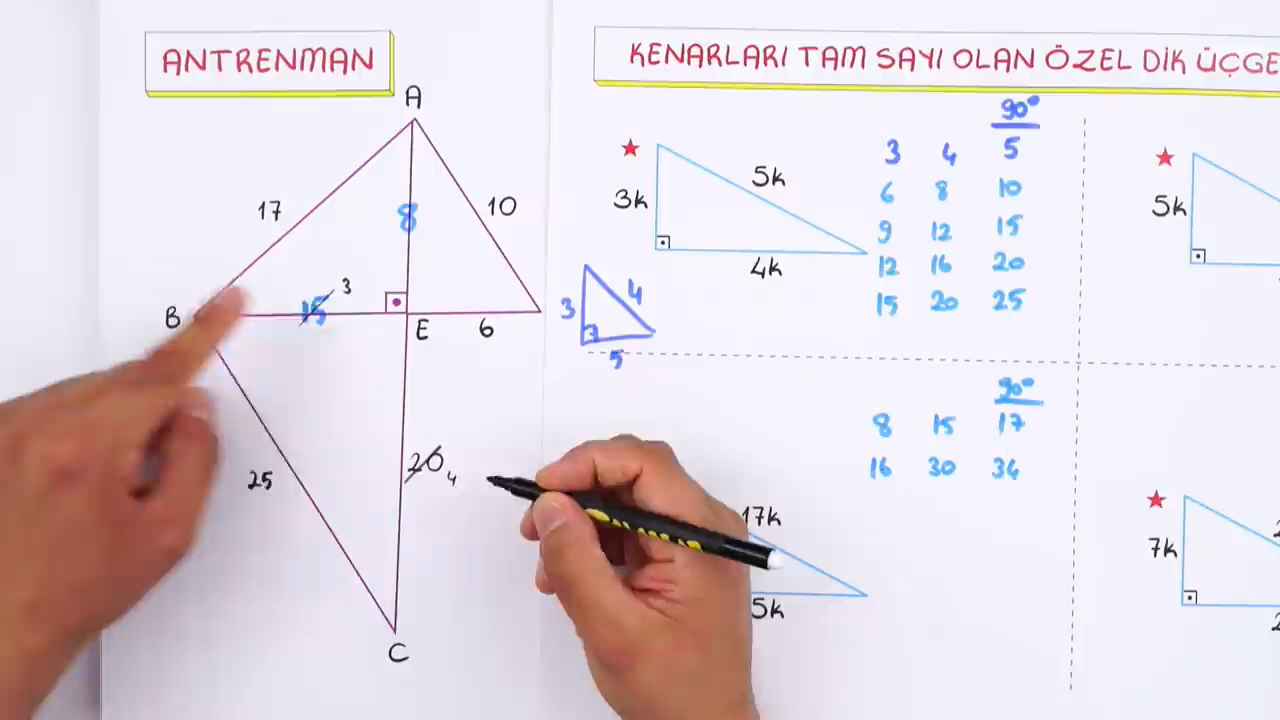 ANTRENMAN
A
17
8
10
15
3
B
E
6
25
20
4
C
KENARLARI TAM SAYI OLAN ÖZEL DİK ÜÇGE
3k
5k
4k
90°
3 4 5
6 8 10
9 12 15
12 16 20
15 20 25
3
4
5
5k
90°
8 15 17
16 30 34
17k
5k
7k
2
2